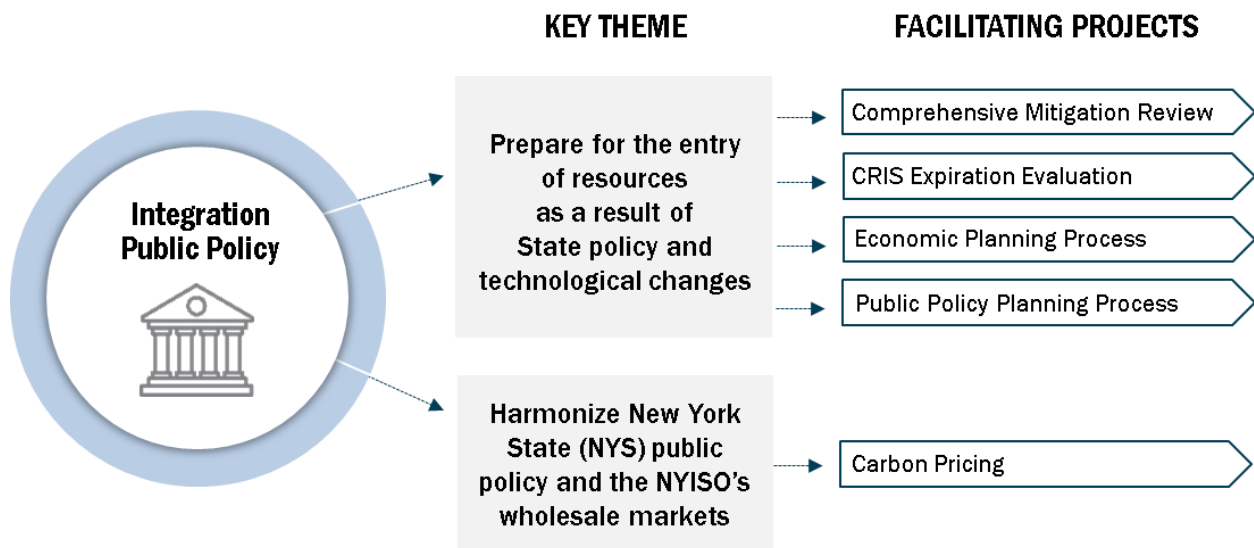 KEY THEME
FACILITATING PROJECTS
Integration
Public Policy
Prepare for the entry
of resources
as a result of
State policy and
technological changes
Comprehensive Mitigation Review
CRIS Expiration Evaluation
Economic Planning Process
Public Policy Planning Process
Harmonize New York
State (NYS) public
policy and the NYISO's
wholesale markets
Carbon Pricing